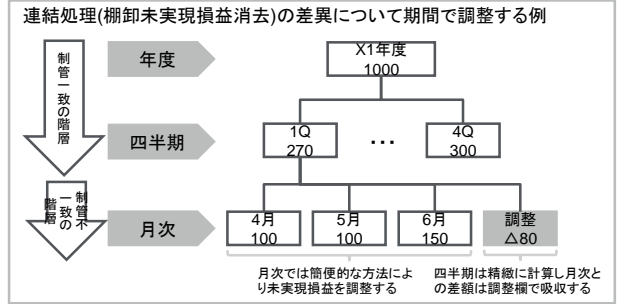 連結処理(棚卸未実現損益消去)の差異について期間で調整する例
制管一致の階層
年度
X1年度
1000
四半期
1Q
270
…
4Q
300
制管不
一致の
階層
月次
4月
100
5月
100
6月
150
調整
△80
月次では簡便的な方法によ
り未実現損益を調整する
四半期は精緻に計算し月次と
の差額は調整欄で吸収する